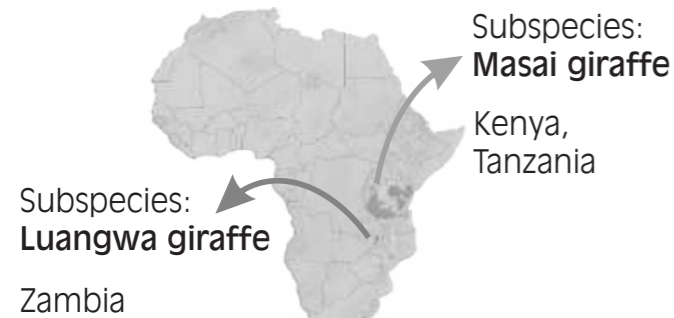 Subspecies:
Masai giraffe
Kenya,
Tanzania
Subspecies:
Luangwa giraffe
Zambia